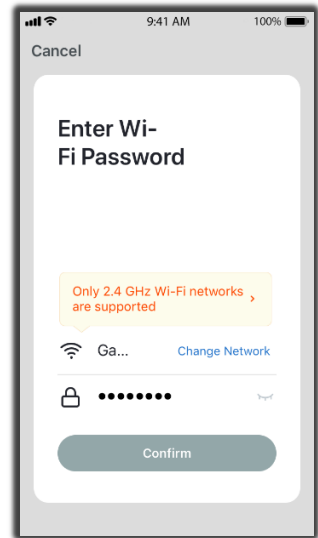 9:41 AM
100%
Cancel
Enter Wi-
Fi Password
Only 2.4 GHz Wi-Fi networks
are supported
Ga...
Change Network
••••••••
Confirm